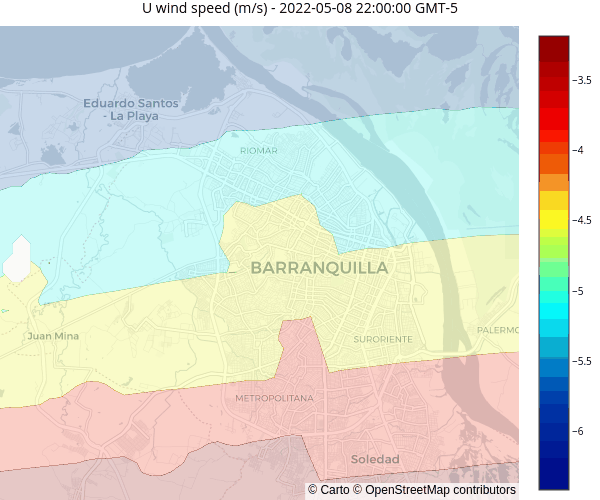 U wind speed (m/s) - 2022-05-08 22:00:00 GMT-5
Eduardo Santos
- La Playa
RIOMAR
BARRANQUILLA
Juan Mina
SURORIENTE
PALERMO
METROPOLITANA
Soledad
© Carto © OpenStreetMap contributors
−3.5
−4
−4.5
−5
−5.5
−6